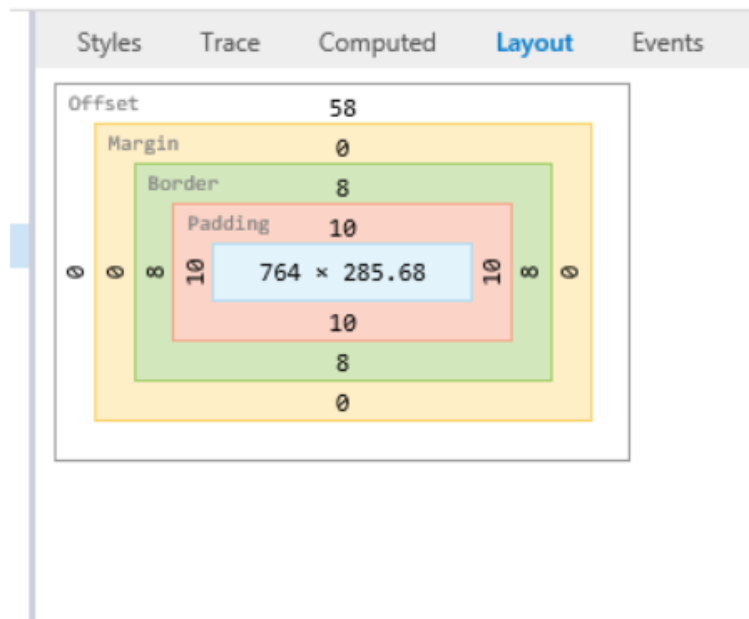 Styles Trace Computed Layout Events
Offset 58
Margin 0
Border 8
Padding 10
0 0 8 10 764 × 285.68 10 8 0
10
8
0